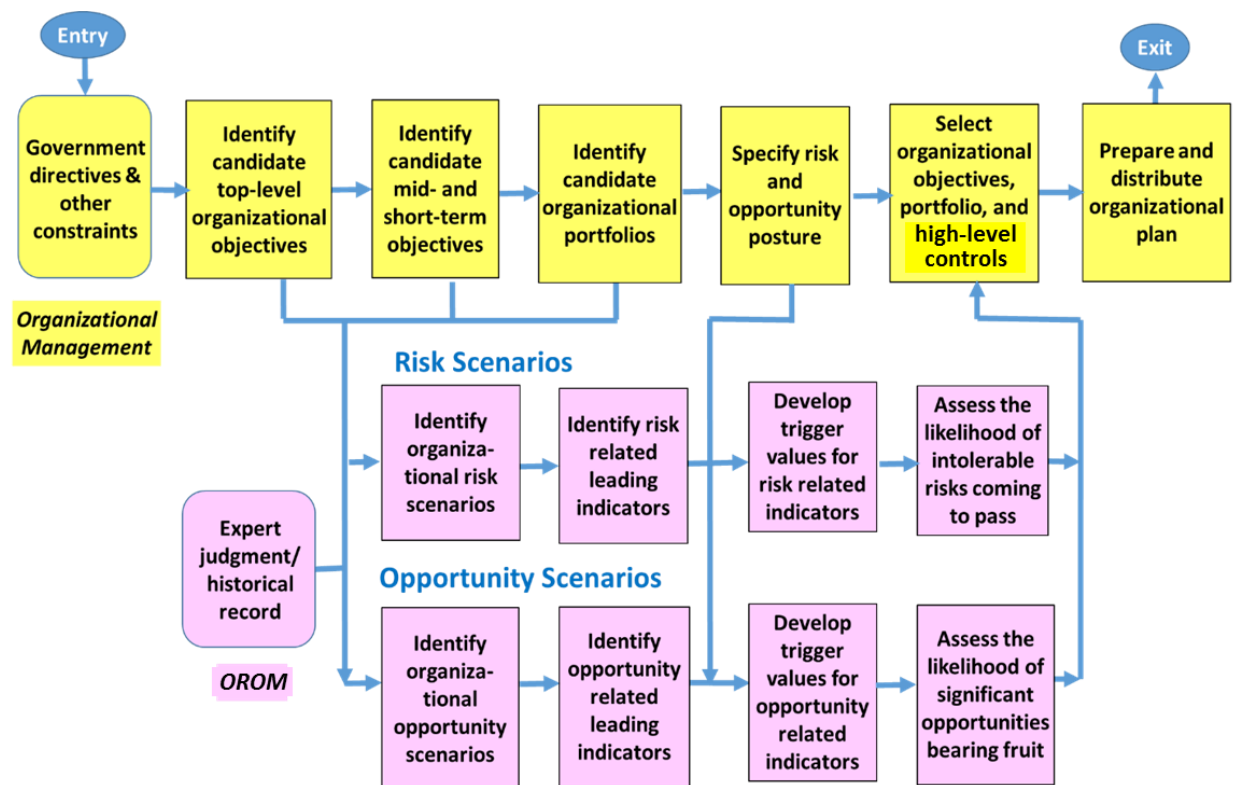 Entry
Exit
Government
directives &
other
constraints
Identify
candidate
top-level
organizational
objectives
Identify
candidate
mid- and
short-term
objectives
Identify
candidate
organizational
portfolios
Specify risk
and
opportunity
posture
Select
organizational
objectives,
portfolio, and
high-level
controls
Prepare and
distribute
organizational
plan
Organizational
Management
Risk Scenarios
Identify
organiza-
tional risk
scenarios
Identify risk
related
leading
indicators
Develop
trigger
values for
risk related
indicators
Assess the
likelihood of
intolerable
risks coming
to pass
Expert
judgment/
historical
record
OROM
Opportunity Scenarios
Identify
organiza-
tional
opportunity
scenarios
Identify
opportunity
related
leading
indicators
Develop
trigger
values for
opportunity
related
indicators
Assess the
likelihood of
significant
opportunities
bearing fruit